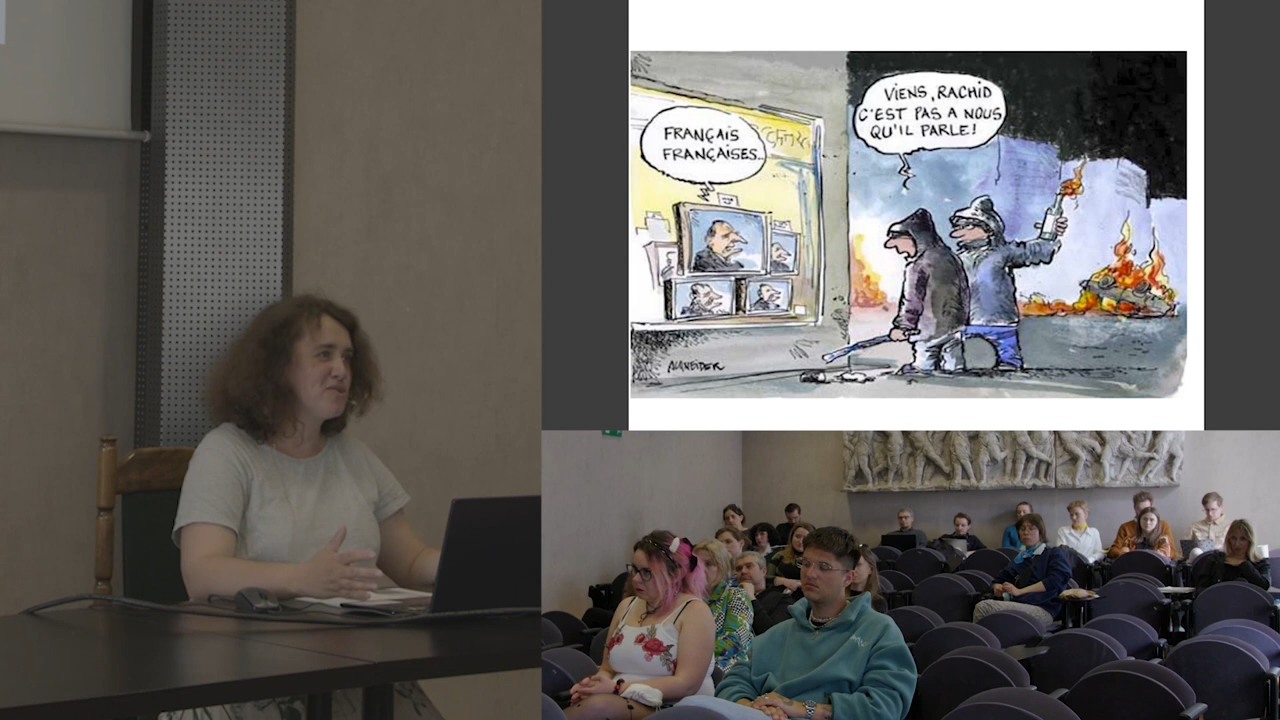 FRANÇAIS
FRANÇAISES...
VIENS, RACHID
C'EST PAS A NOUS
QU'IL PARLE!